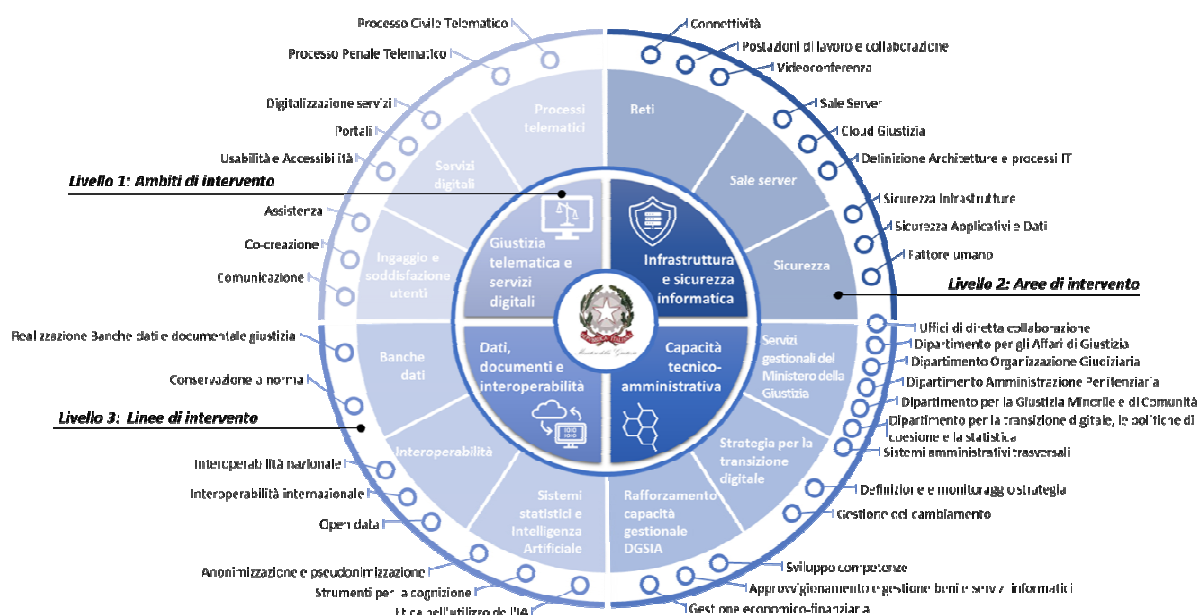 Processo Civile Telematico
Processo Penale Telematico
Digitalizzazione servizi
Portali
Usabilità e Accessibilità
Livello 1: Ambiti di intervento
Assistenza
Co-creazione
Comunicazione
Realizzazione Banche dati e documentale giustizia
Conservazione a norma
Livello 3: Linee di intervento
Interoperabilità nazionale
Interoperabilità internazionale
Open data
Anonimizzazione e pseudonimizzazione
Strumenti per la cognizione
Etica nell'utilizzo de l'IA
Processi
telematici
Servizi
digitali
Ingaggio e
soddisfazione
utenti
Banche
dati
Interoperabilità
Sistemi
statistici e
Intelligenza
Artificiale
Giustizia
telematica e
servizi
digitali
Infrastruttura
e sicurezza
informatica
Dati,
documenti e
interoperabilità
Capacità
tecnico-
amministrativa
Reti
Sale server
Sicurezza
Servizi
gestionali del
Ministero della
Giustizia
Strategia per la
transizione
digitale
Rafforzamento
capacità
gestionale
DGSIA
Connettività
Postazioni di lavoro e collaborazione
Videoconferenza
Sale Server
Cloud Giustizia
Definizione Architetture e processi IT
Sicurezza Infrastrutture
Sicurezza Applicativi e Dati
Fattore umano
Livello 2: Aree di intervento
Uffici di diretta collaborazione
Dipartimento per gli Affari di Giustizia
Dipartimento Organizzazione Giudiziaria
Dipartimento Amministrazione Penitenziaria
Dipartimento per la Giustizia Minorile e di Comunità
Dipartimento per la transizione digitale, le politiche di
coesione e la statistica
Sistemi amministrativi trasversali
Definizione e monitoraggio strategia
Gestione del cambiamento
Sviluppo competenze
Approvvigionamento e gestione beni e servizi informatici
Gestione economico-finanziaria